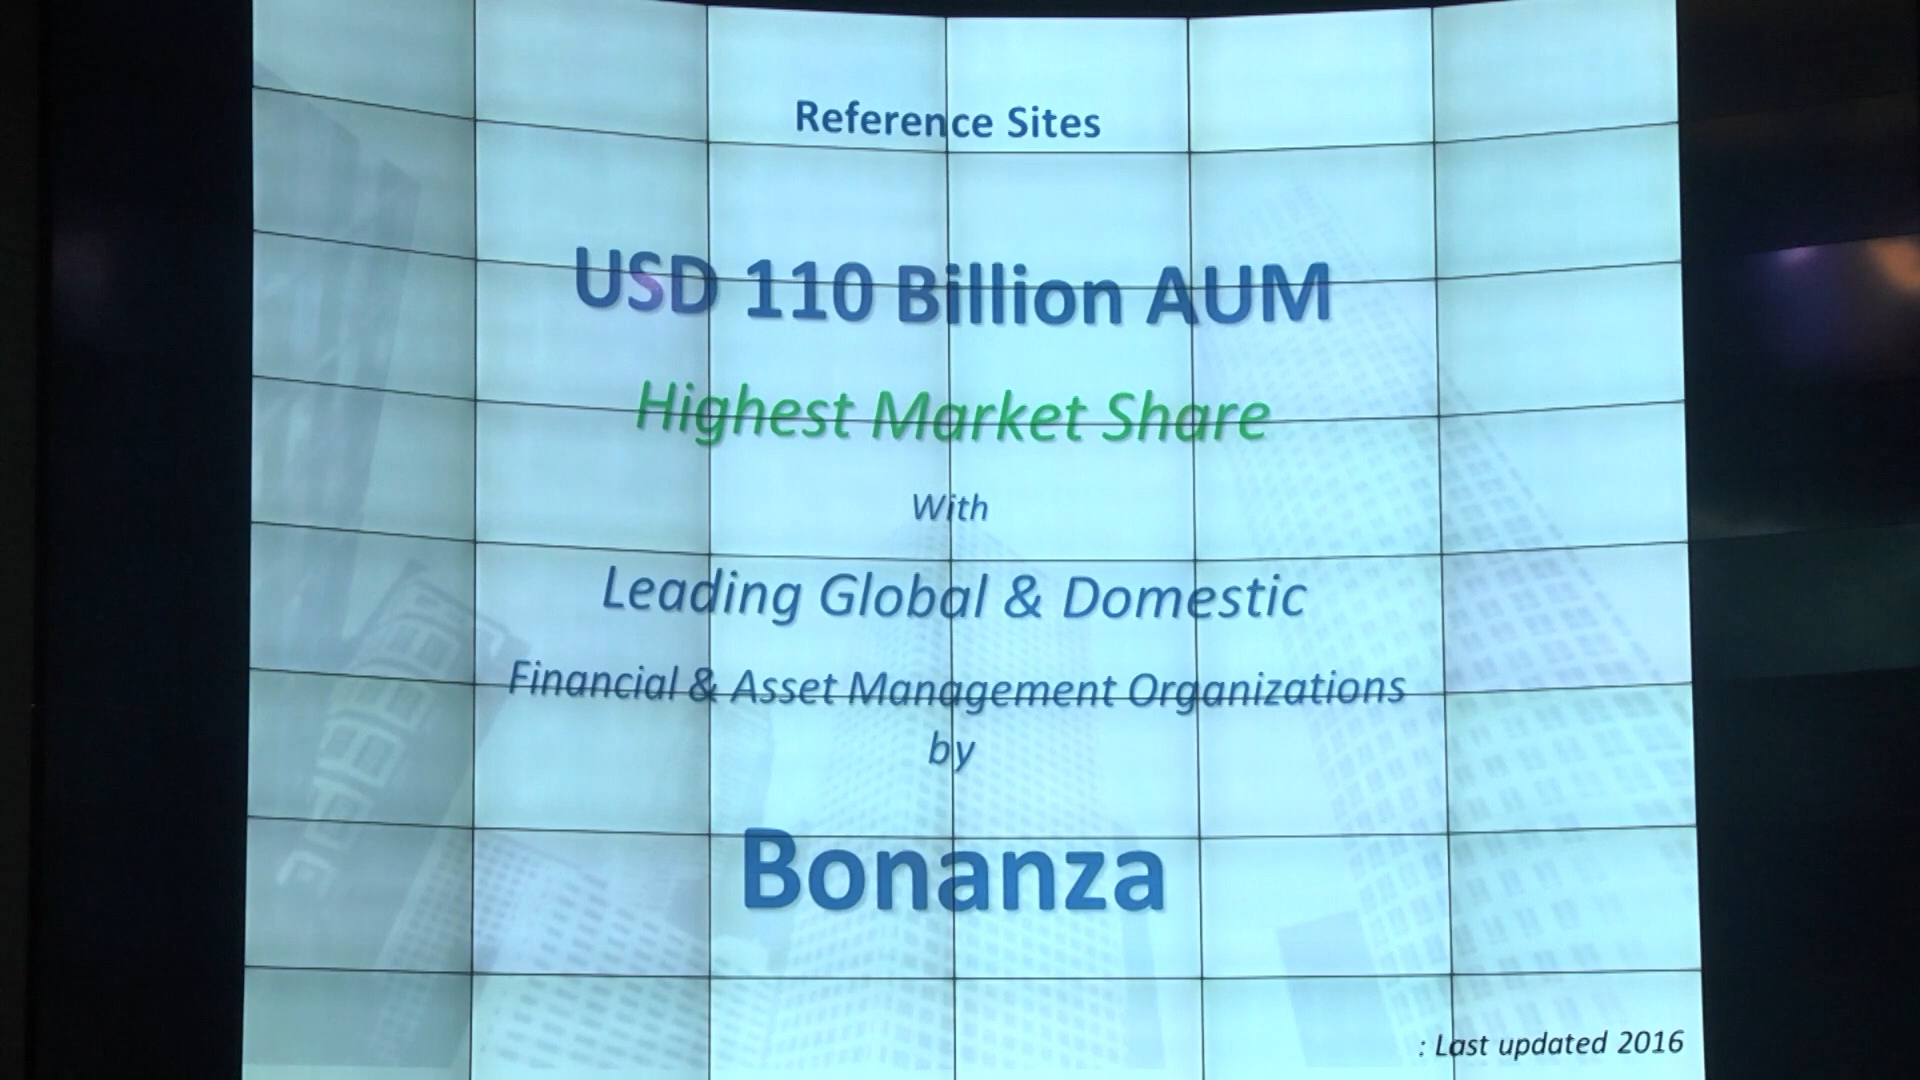 Reference Sites
USD 110 Billion AUM
Highest Market Share
With
Leading Global & Domestic
Financial & Asset Management Organizations
by
Bonanza
: Last updated 2016